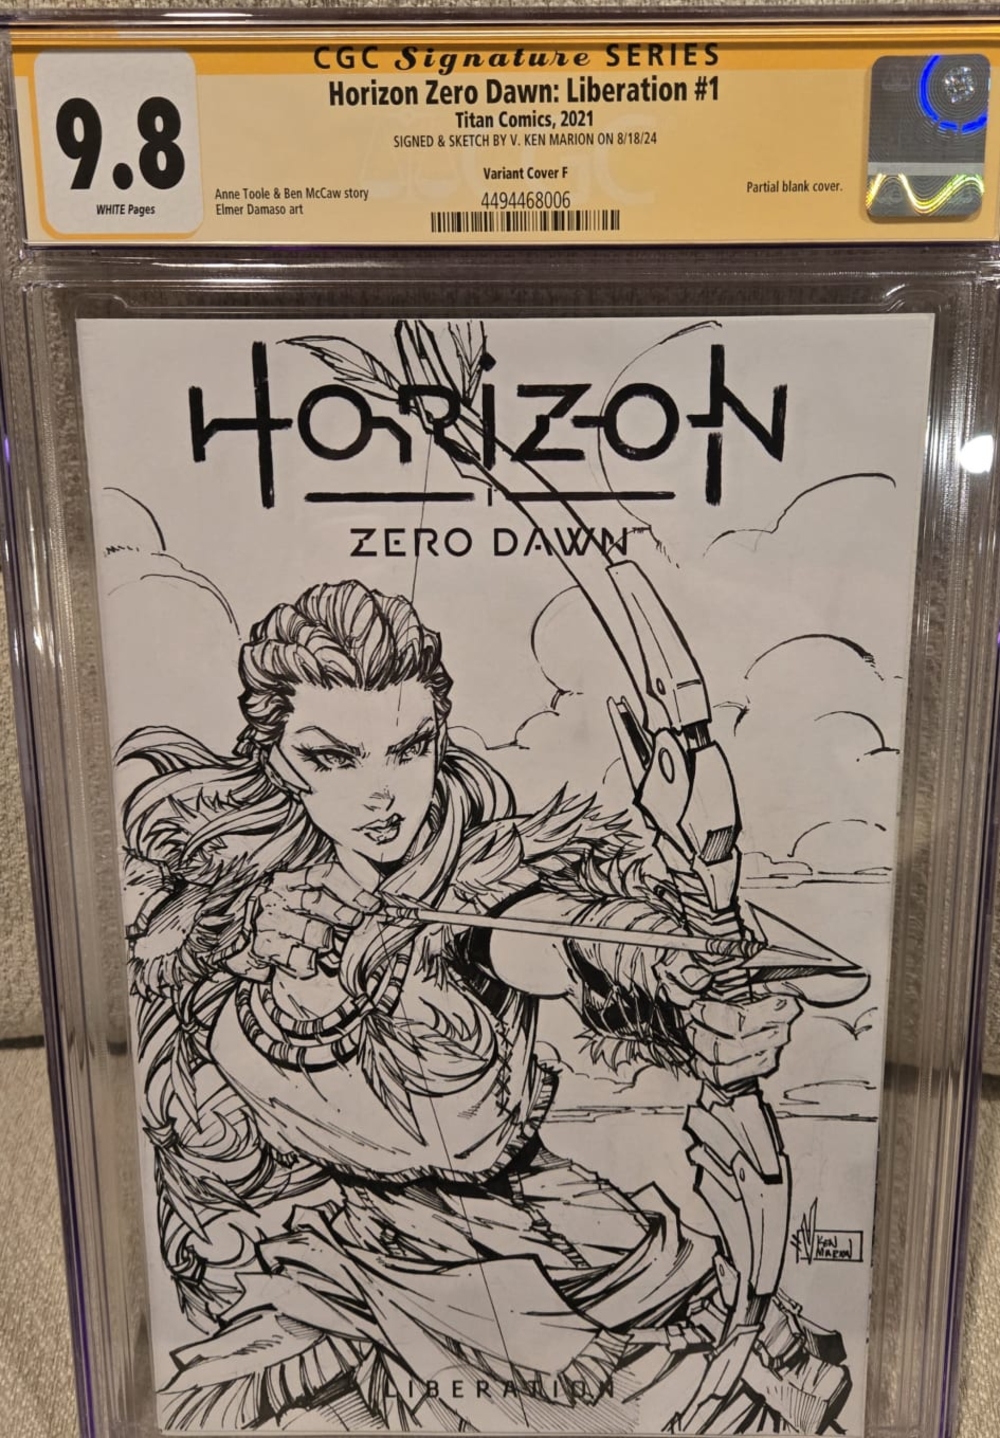 CGC Signature SERIES
Horizon Zero Dawn: Liberation #1
Titan Comics, 2021
SIGNED & SKETCH BY V. KEN MARION ON 8/18/24
9.8
WHITE Pages
Variant Cover F
Anne Toole & Ben McCaw story
Elmer Damaso art
4494468006
Partial blank cover.
HORIZON
ZERO DAWN™
KEN
MARION
LIBERATION